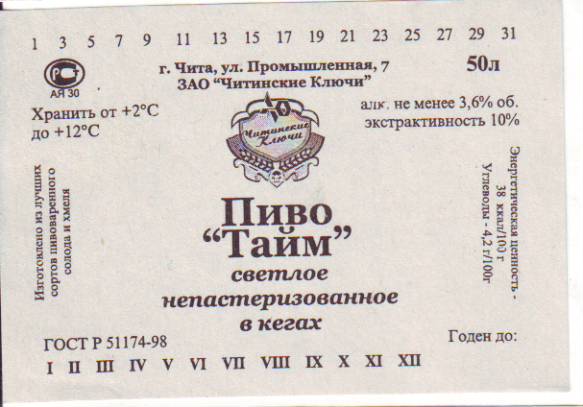 1 3 5 7 9 11 13 15 17 19 21 23 25 27 29 31
РСТ
АЯ 30
г. Чита, ул. Промышленная, 7
ЗАО “Читинские Ключи”
50л
Хранить от +2°С
до +12°С
алк. не менее 3,6% об.
экстрактивность 10%
Читинские
Ключи
Изготовлено из лучших
сортов пивоваренного
солода и хмеля
Энергетическая ценность -
38 ккал/100 г
Углеводы - 4,2 г/100г
Пиво
“Тайм”
светлое
непастеризованное
в кегах
ГОСТ Р 51174-98
Годен до:
I II III IV V VI VII VIII IX X XI XII